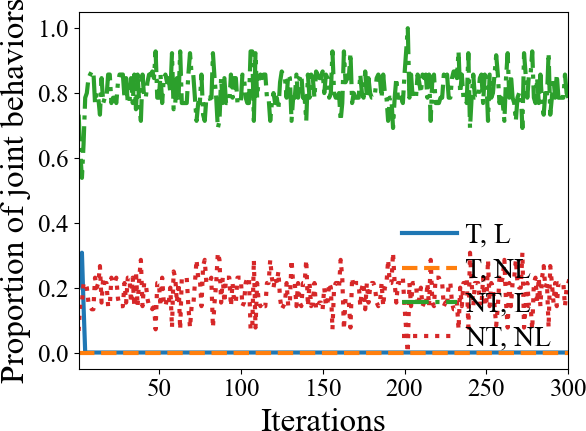 Proportion of joint behaviors
1.0
0.8
0.6
0.4
0.2
0.0
T, L
T, NL
NT, L
NT, NL
50
100
150
200
250
300
Iterations